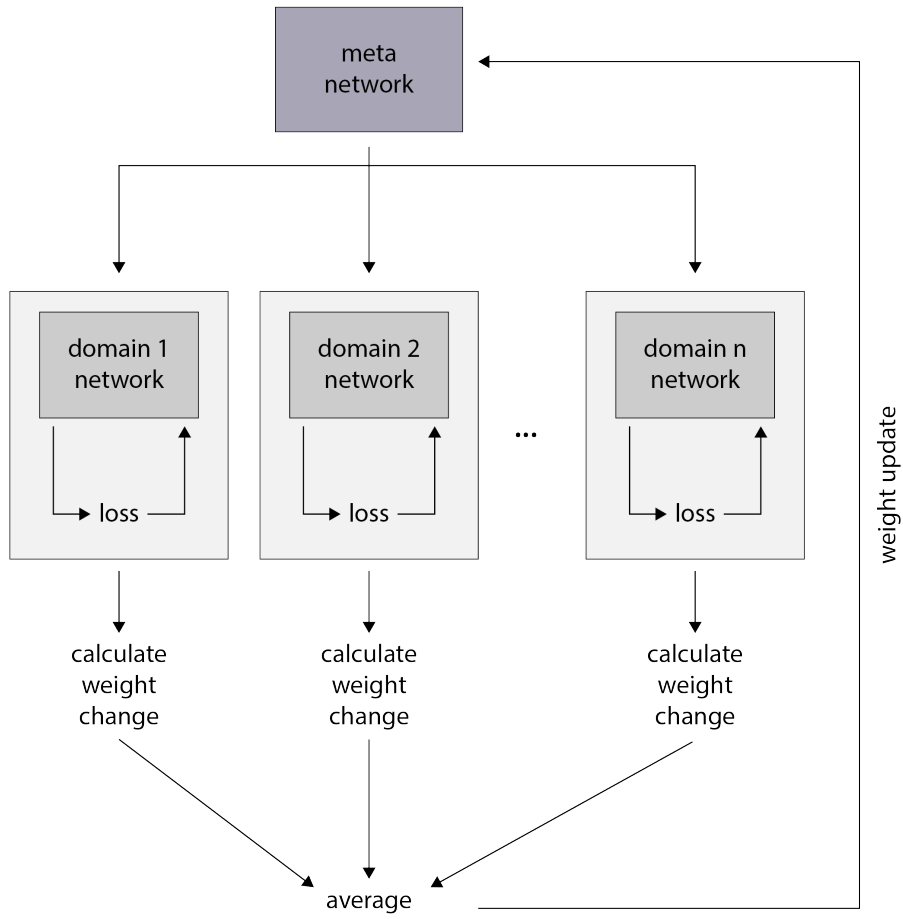 meta
network
domain 1
network
domain 2
network
domain n
network
...
loss
loss
loss
weight update
calculate
weight
change
calculate
weight
change
calculate
weight
change
average